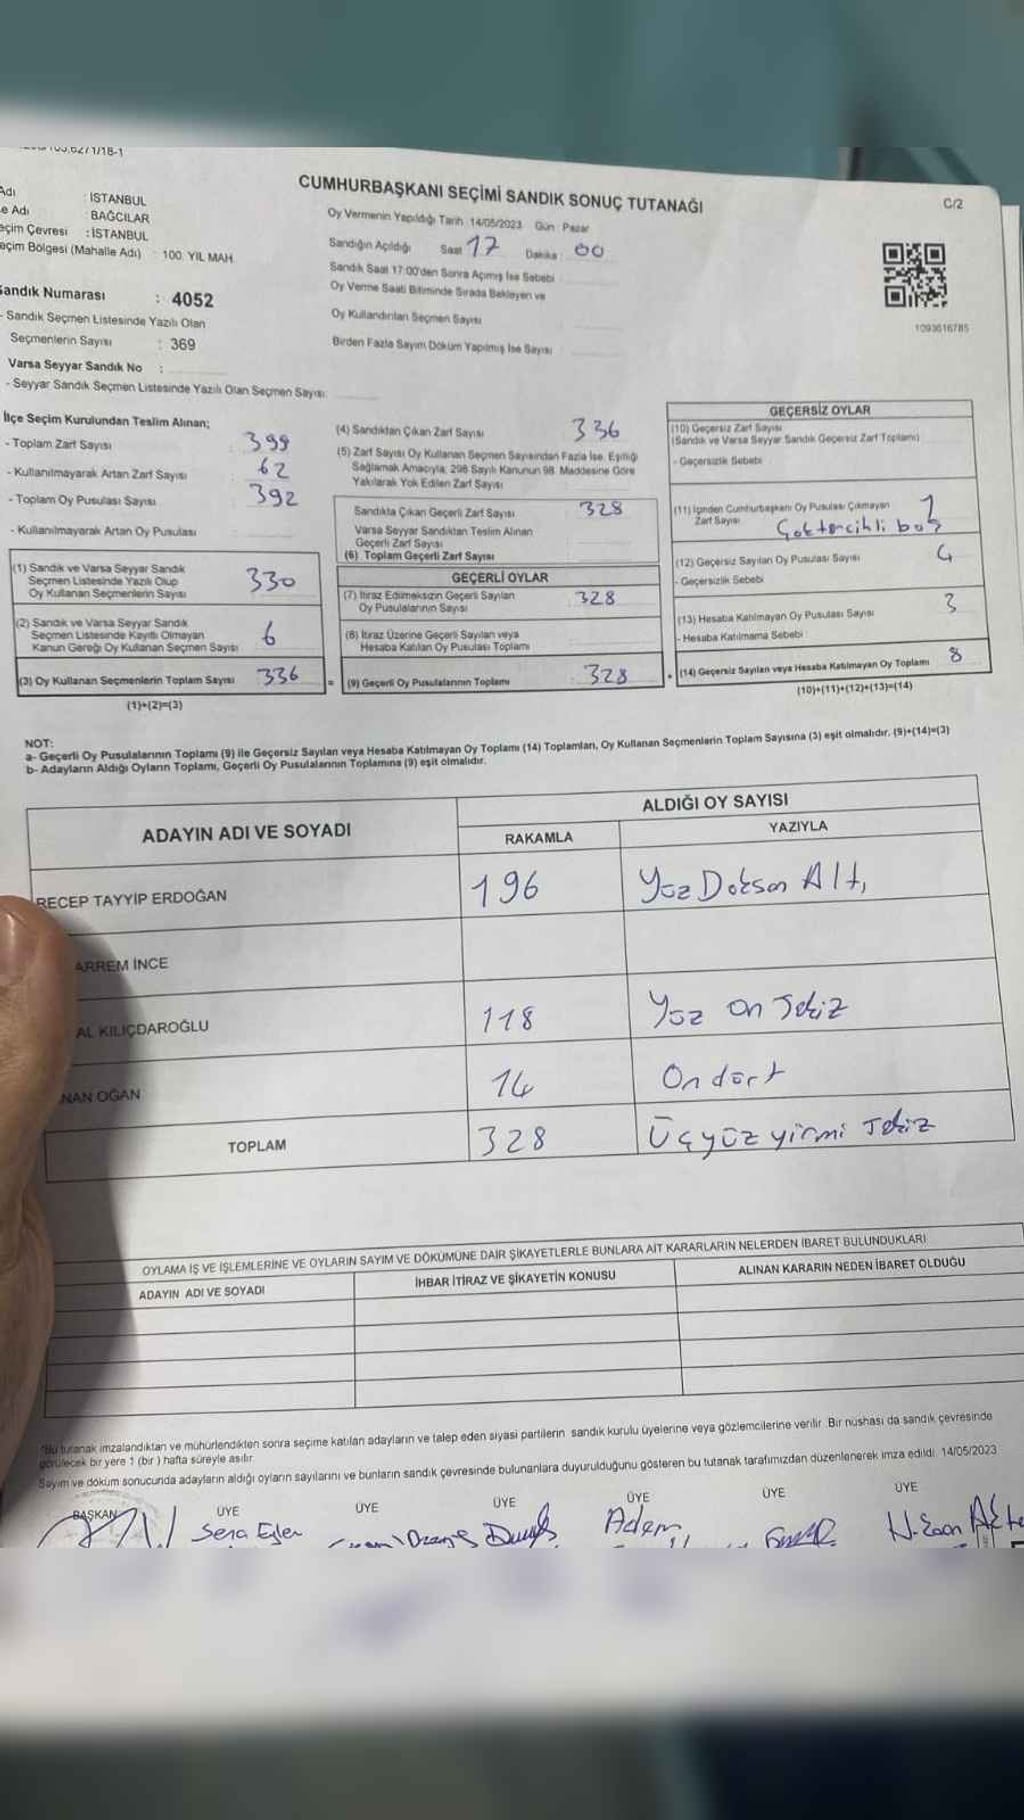 CUMHURBAŞKANI SEÇİMİ SANDIK SONUÇ TUTANAĞI
C/2
Adı : İSTANBUL
e Adı : BAĞCILAR
eçim Çevresi : İSTANBUL
eçim Bölgesi (Mahalle Adı) : 100. YIL MAH.
Oy Vermenin Yapıldığı Tarih :14/05/2023 Gün : Pazar
Sandığın Açıldığı Saat 17 Dakika : 00
Sandık Saat 17:00'den Sonra Açılmış İse Sebebi
Oy Verme Saati Bitiminde Sırada Bekleyen ve
Oy Kullandırılan Seçmen Sayısı
Birden Fazla Sayım Döküm Yapılmış İse Sayısı
1093616785
Sandık Numarası : 4052
- Sandık Seçmen Listesinde Yazılı Olan
Seçmenlerin Sayısı : 369
Varsa Seyyar Sandık No :
- Seyyar Sandık Seçmen Listesinde Yazılı Olan Seçmen Sayısı:
İlçe Seçim Kurulundan Teslim Alınan;
- Toplam Zarf Sayısı 399
- Kullanılmayarak Artan Zarf Sayısı 62
- Toplam Oy Pusulası Sayısı 392
- Kullanılmayarak Artan Oy Pusulası
(1) Sandık ve Varsa Seyyar Sandık
Seçmen Listesinde Yazılı Olup
Oy Kullanan Seçmenlerin Sayısı 330
(2) Sandık ve Varsa Seyyar Sandık
Seçmen Listesinde Kayıtlı Olmayan
Kanun Gereği Oy Kullanan Seçmen Sayısı 6
(3) Oy Kullanan Seçmenlerin Toplam Sayısı 336
(1)+(2)=(3)
(4) Sandıktan Çıkan Zarf Sayısı 336
(5) Zarf Sayısı Oy Kullanan Seçmen Sayısından Fazla İse, Eşitliği
Sağlamak Amacıyla; 298 Sayılı Kanunun 98. Maddesine Göre
Yakılarak Yok Edilen Zarf Sayısı
Sandıkta Çıkan Geçerli Zarf Sayısı 328
Varsa Seyyar Sandıktan Teslim Alınan
Geçerli Zarf Sayısı
(6) Toplam Geçerli Zarf Sayısı
GEÇERLİ OYLAR
(7) İtiraz Edilmeksizin Geçerli Sayılan
Oy Pusulalarının Sayısı 328
(8) İtiraz Üzerine Geçerli Sayılan veya
Hesaba Katılan Oy Pusulası Toplamı
= (9) Geçerli Oy Pusulalarının Toplamı 328
GEÇERSİZ OYLAR
(10) Geçersiz Zarf Sayısı
(Sandık ve Varsa Seyyar Sandık Geçersiz Zarf Toplamı)
- Geçersizlik Sebebi
(11) İçinden Cumhurbaşkanı Oy Pusulası Çıkmayan
Zarf Sayısı 1
Çok tercihli boş
(12) Geçersiz Sayılan Oy Pusulası Sayısı 4
- Geçersizlik Sebebi
(13) Hesaba Katılmayan Oy Pusulası Sayısı 3
- Hesaba Katılmama Sebebi
+ (14) Geçersiz Sayılan veya Hesaba Katılmayan Oy Toplamı 8
(10)+(11)+(12)+(13)=(14)
NOT:
a- Geçerli Oy Pusulalarının Toplamı (9) ile Geçersiz Sayılan veya Hesaba Katılmayan Oy Toplamı (14) Toplamları, Oy Kullanan Seçmenlerin Toplam Sayısına (3) eşit olmalıdır. (9)+(14)=(3)
b- Adayların Aldığı Oyların Toplamı, Geçerli Oy Pusulalarının Toplamına (9) eşit olmalıdır.
ADAYIN ADI VE SOYADI
ALDIĞI OY SAYISI
RAKAMLA YAZIYLA
RECEP TAYYİP ERDOĞAN 196 Yüz Doksan Altı
ARREM İNCE
AL KILIÇDAROĞLU 118 Yüz on sekiz
NAN OĞAN 14 On dört
TOPLAM 328 Üçyüz yirmi sekiz
OYLAMA İŞ VE İŞLEMLERİNE VE OYLARIN SAYIM VE DÖKÜMÜNE DAİR ŞİKAYETLERLE BUNLARA AİT KARARLARIN NELERDEN İBARET BULUNDUKLARI
ADAYIN ADI VE SOYADI İHBAR İTİRAZ VE ŞİKAYETİN KONUSU ALINAN KARARIN NEDEN İBARET OLDUĞU
*Bu tutanak imzalandıktan ve mühürlendikten sonra seçime katılan adayların ve talep eden siyasi partilerin sandık kurulu üyelerine veya gözlemcilerine verilir. Bir nüshası da sandık çevresinde
görülecek bir yere 1 (bir) hafta süreyle asılır.
Sayım ve döküm sonucunda adayların aldığı oyların sayılarını ve bunların sandık çevresinde bulunanlara duyurulduğunu gösteren bu tutanak tarafımızdan düzenlenerek imza edildi. 14/05/2023
BAŞKAN ÜYE ÜYE ÜYE ÜYE ÜYE ÜYE
Adem